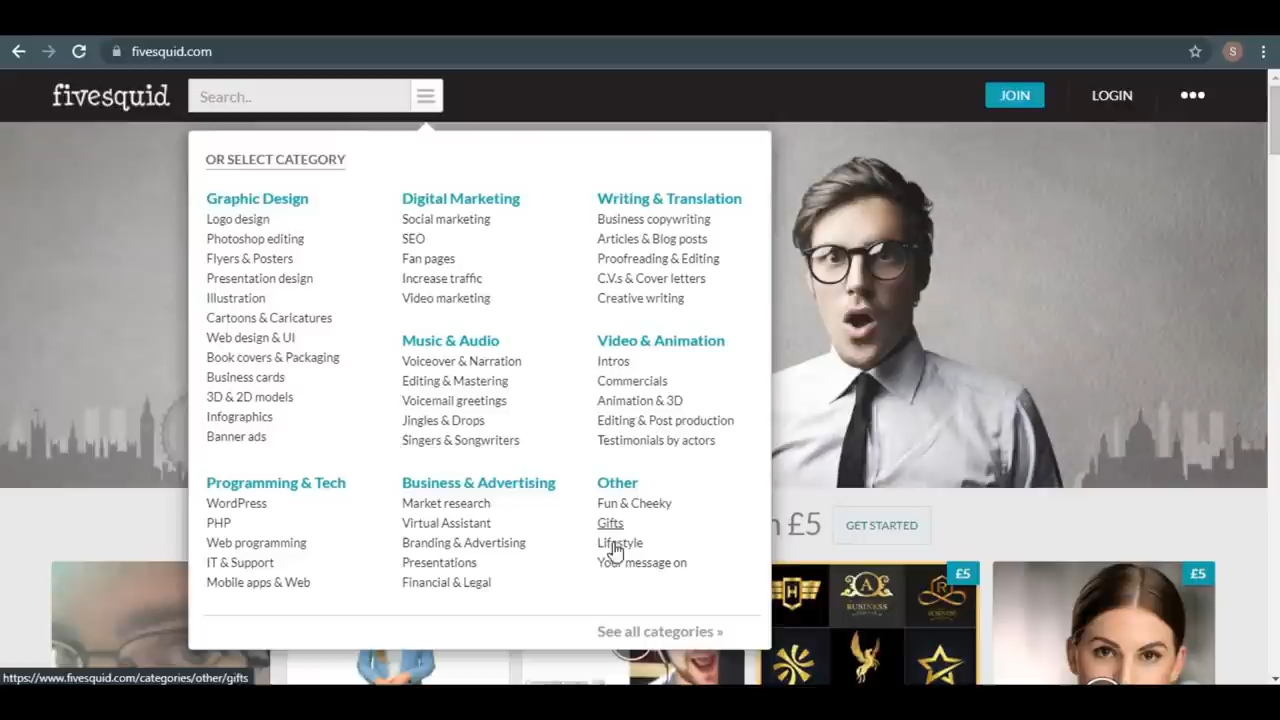 fivesquid.com
S
fivesquid
Search..
JOIN
LOGIN
OR SELECT CATEGORY
Graphic Design
Logo design
Photoshop editing
Flyers & Posters
Presentation design
Illustration
Cartoons & Caricatures
Web design & UI
Book covers & Packaging
Business cards
3D & 2D models
Infographics
Banner ads
Digital Marketing
Social marketing
SEO
Fan pages
Increase traffic
Video marketing
Writing & Translation
Business copywriting
Articles & Blog posts
Proofreading & Editing
C.V.s & Cover letters
Creative writing
Music & Audio
Voiceover & Narration
Editing & Mastering
Voicemail greetings
Jingles & Drops
Singers & Songwriters
Video & Animation
Intros
Commercials
Animation & 3D
Editing & Post production
Testimonials by actors
Programming & Tech
WordPress
PHP
Web programming
IT & Support
Mobile apps & Web
Business & Advertising
Market research
Virtual Assistant
Branding & Advertising
Presentations
Financial & Legal
Other
Fun & Cheeky
Gifts
Lifestyle
Your message on
See all categories »
£5
GET STARTED
£5
£5
H
A
BUSINESS
R
https://www.fivesquid.com/categories/other/gifts